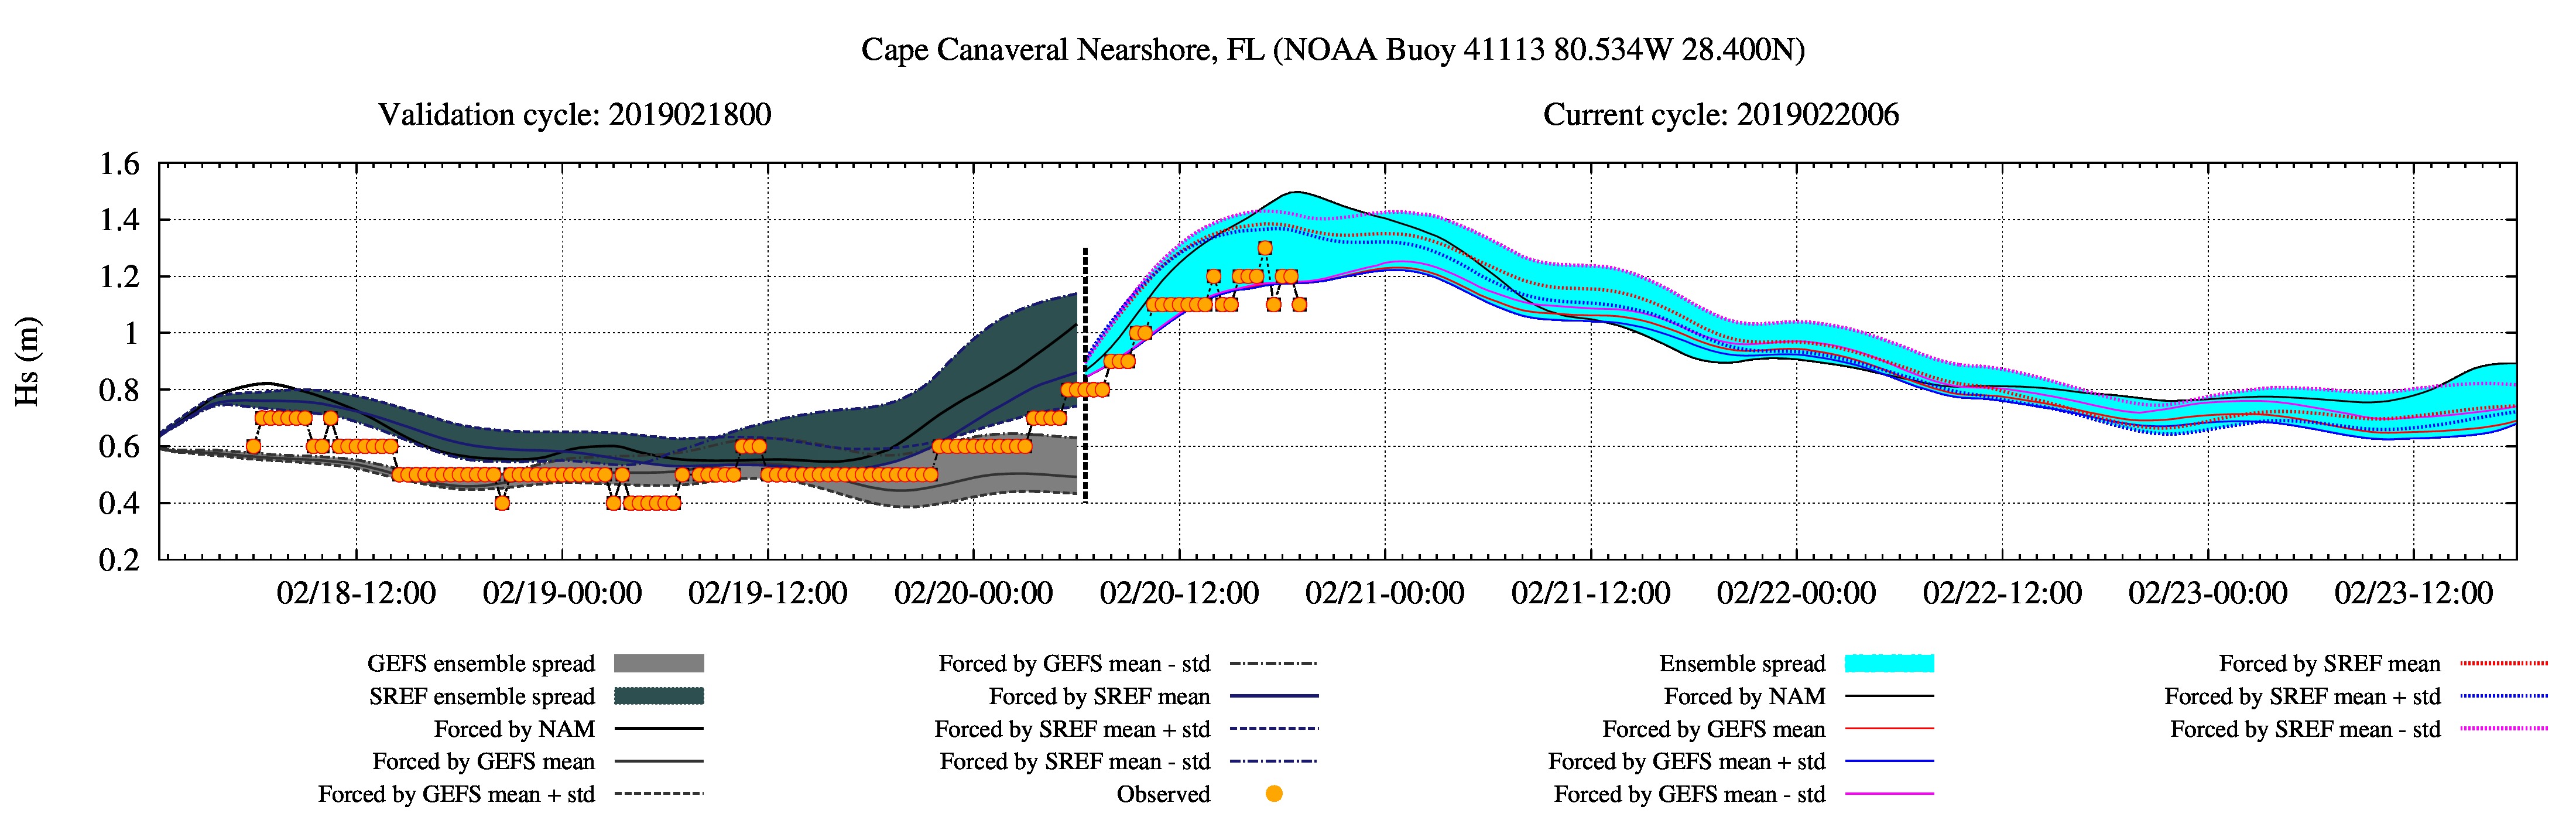 Cape Canaveral Nearshore, FL (NOAA Buoy 41113 80.534W 28.400N)
Validation cycle: 2019021800
Current cycle: 2019022006
Hs (m)
1.6
1.4
1.2
1
0.8
0.6
0.4
0.2
02/18-12:00 02/19-00:00 02/19-12:00 02/20-00:00 02/20-12:00 02/21-00:00 02/21-12:00 02/22-00:00 02/22-12:00 02/23-00:00 02/23-12:00
GEFS ensemble spread
SREF ensemble spread
Forced by NAM
Forced by GEFS mean
Forced by GEFS mean + std
Forced by GEFS mean - std
Forced by SREF mean
Forced by SREF mean + std
Forced by SREF mean - std
Observed
Ensemble spread
Forced by NAM
Forced by GEFS mean
Forced by GEFS mean + std
Forced by GEFS mean - std
Forced by SREF mean
Forced by SREF mean + std
Forced by SREF mean - std